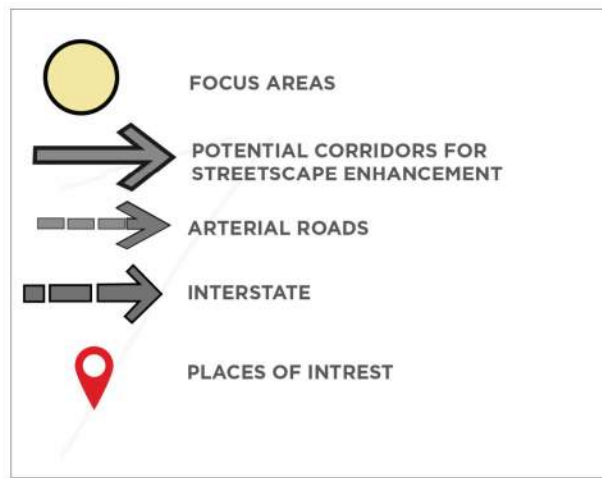 FOCUS AREAS
POTENTIAL CORRIDORS FOR
STREETSCAPE ENHANCEMENT
ARTERIAL ROADS
INTERSTATE
PLACES OF INTREST